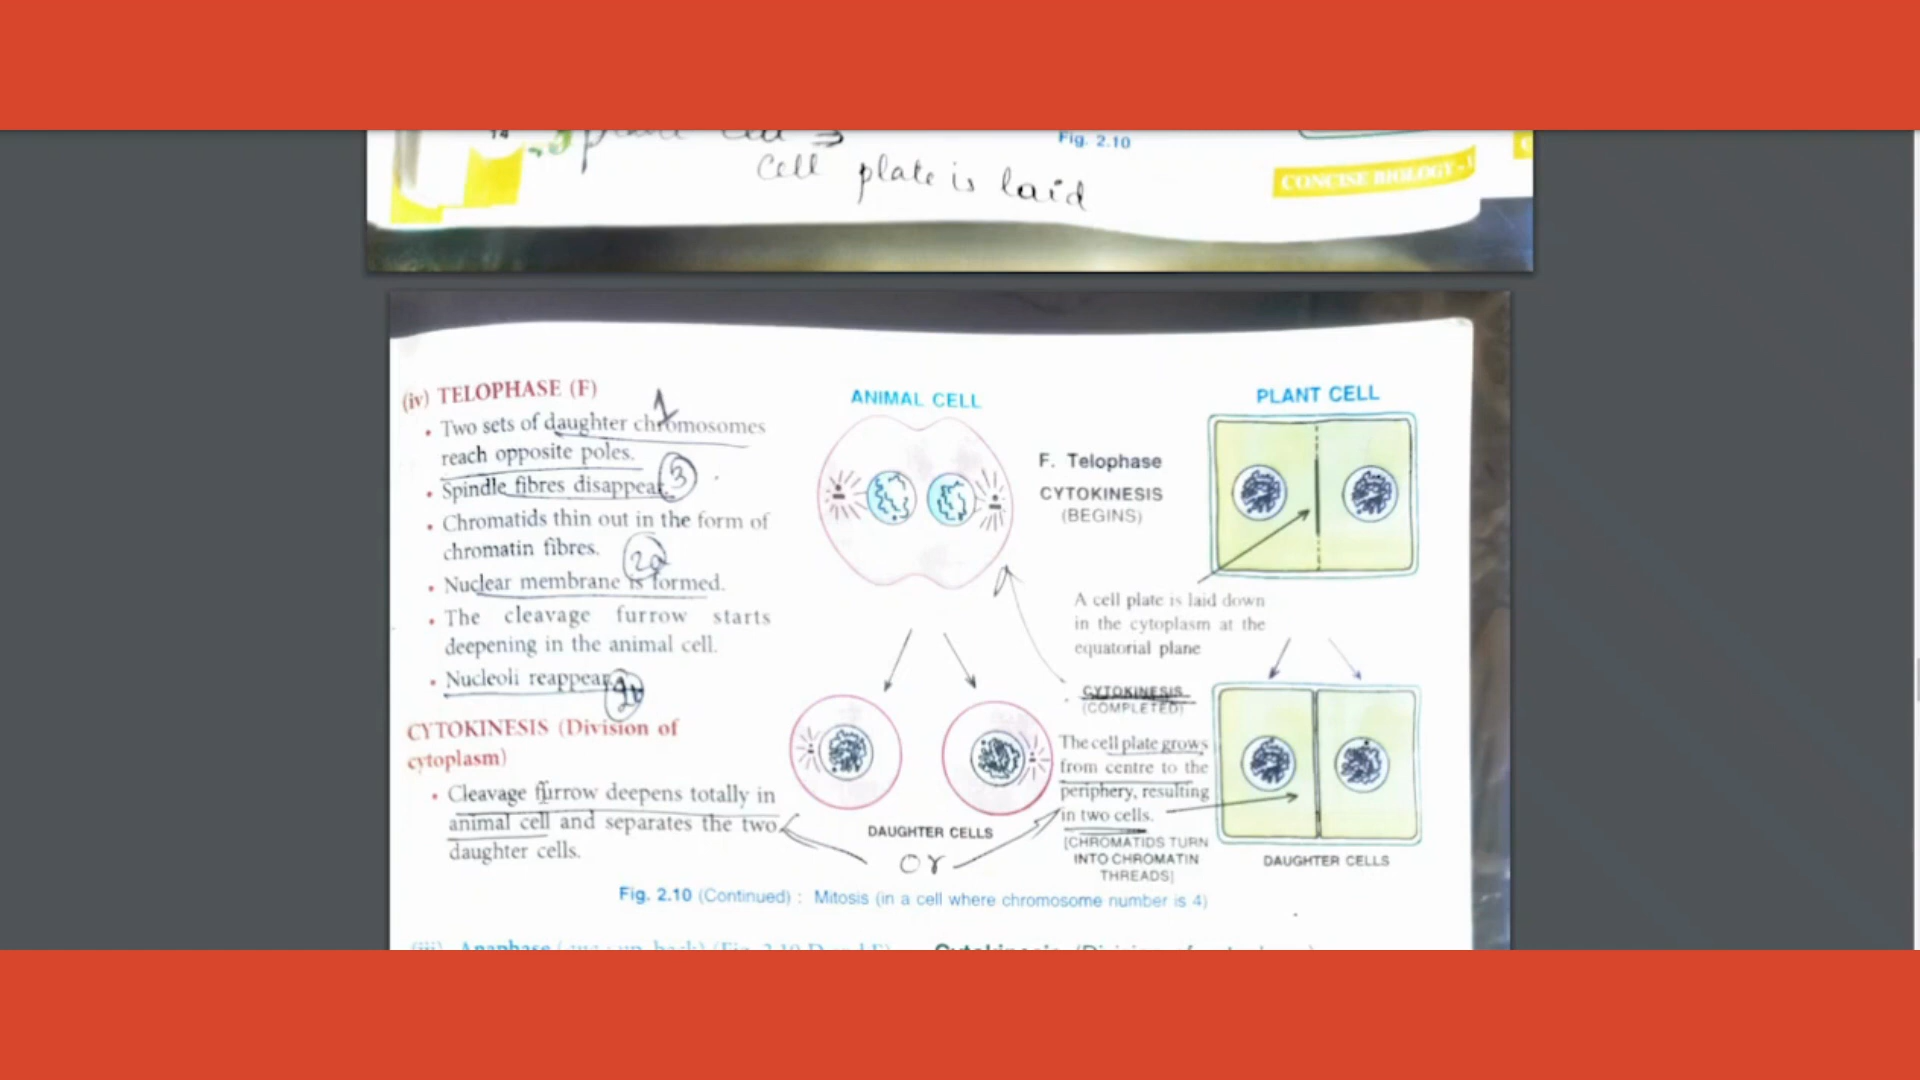 14
plant cell ⇒
Fig. 2.10
Cell plate is laid
CONCISE BIOLOGY - 
(iv) TELOPHASE (F)
1
• Two sets of daughter chromosomes
reach opposite poles.
• Spindle fibres disappear.
3
• Chromatids thin out in the form of
chromatin fibres.
2a
• Nuclear membrane is formed.
• The cleavage furrow starts
deepening in the animal cell.
• Nucleoli reappear
CYTOKINESIS (Division of
cytoplasm)
• Cleavage furrow deepens totally in
animal cell and separates the two
daughter cells.
ANIMAL CELL
F. Telophase
CYTOKINESIS
(BEGINS)
PLANT CELL
A cell plate is laid down
in the cytoplasm at the
equatorial plane
CYTOKINESIS
(COMPLETED)
The cell plate grows
from centre to the
periphery, resulting
in two cells.
[CHROMATIDS TURN
INTO CHROMATIN
THREADS]
DAUGHTER CELLS
or
DAUGHTER CELLS
Fig. 2.10 (Continued) : Mitosis (in a cell where chromosome number is 4)